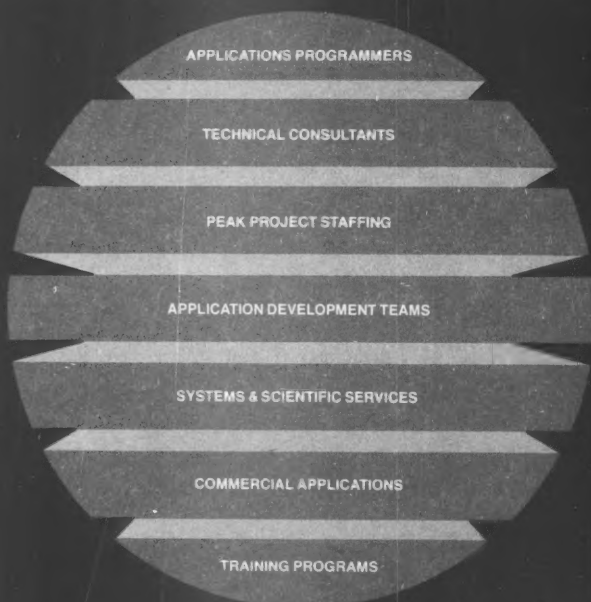 APPLICATIONS PROGRAMMERS
TECHNICAL CONSULTANTS
PEAK PROJECT STAFFING
APPLICATION DEVELOPMENT TEAMS
SYSTEMS & SCIENTIFIC SERVICES
COMMERCIAL APPLICATIONS
TRAINING PROGRAMS